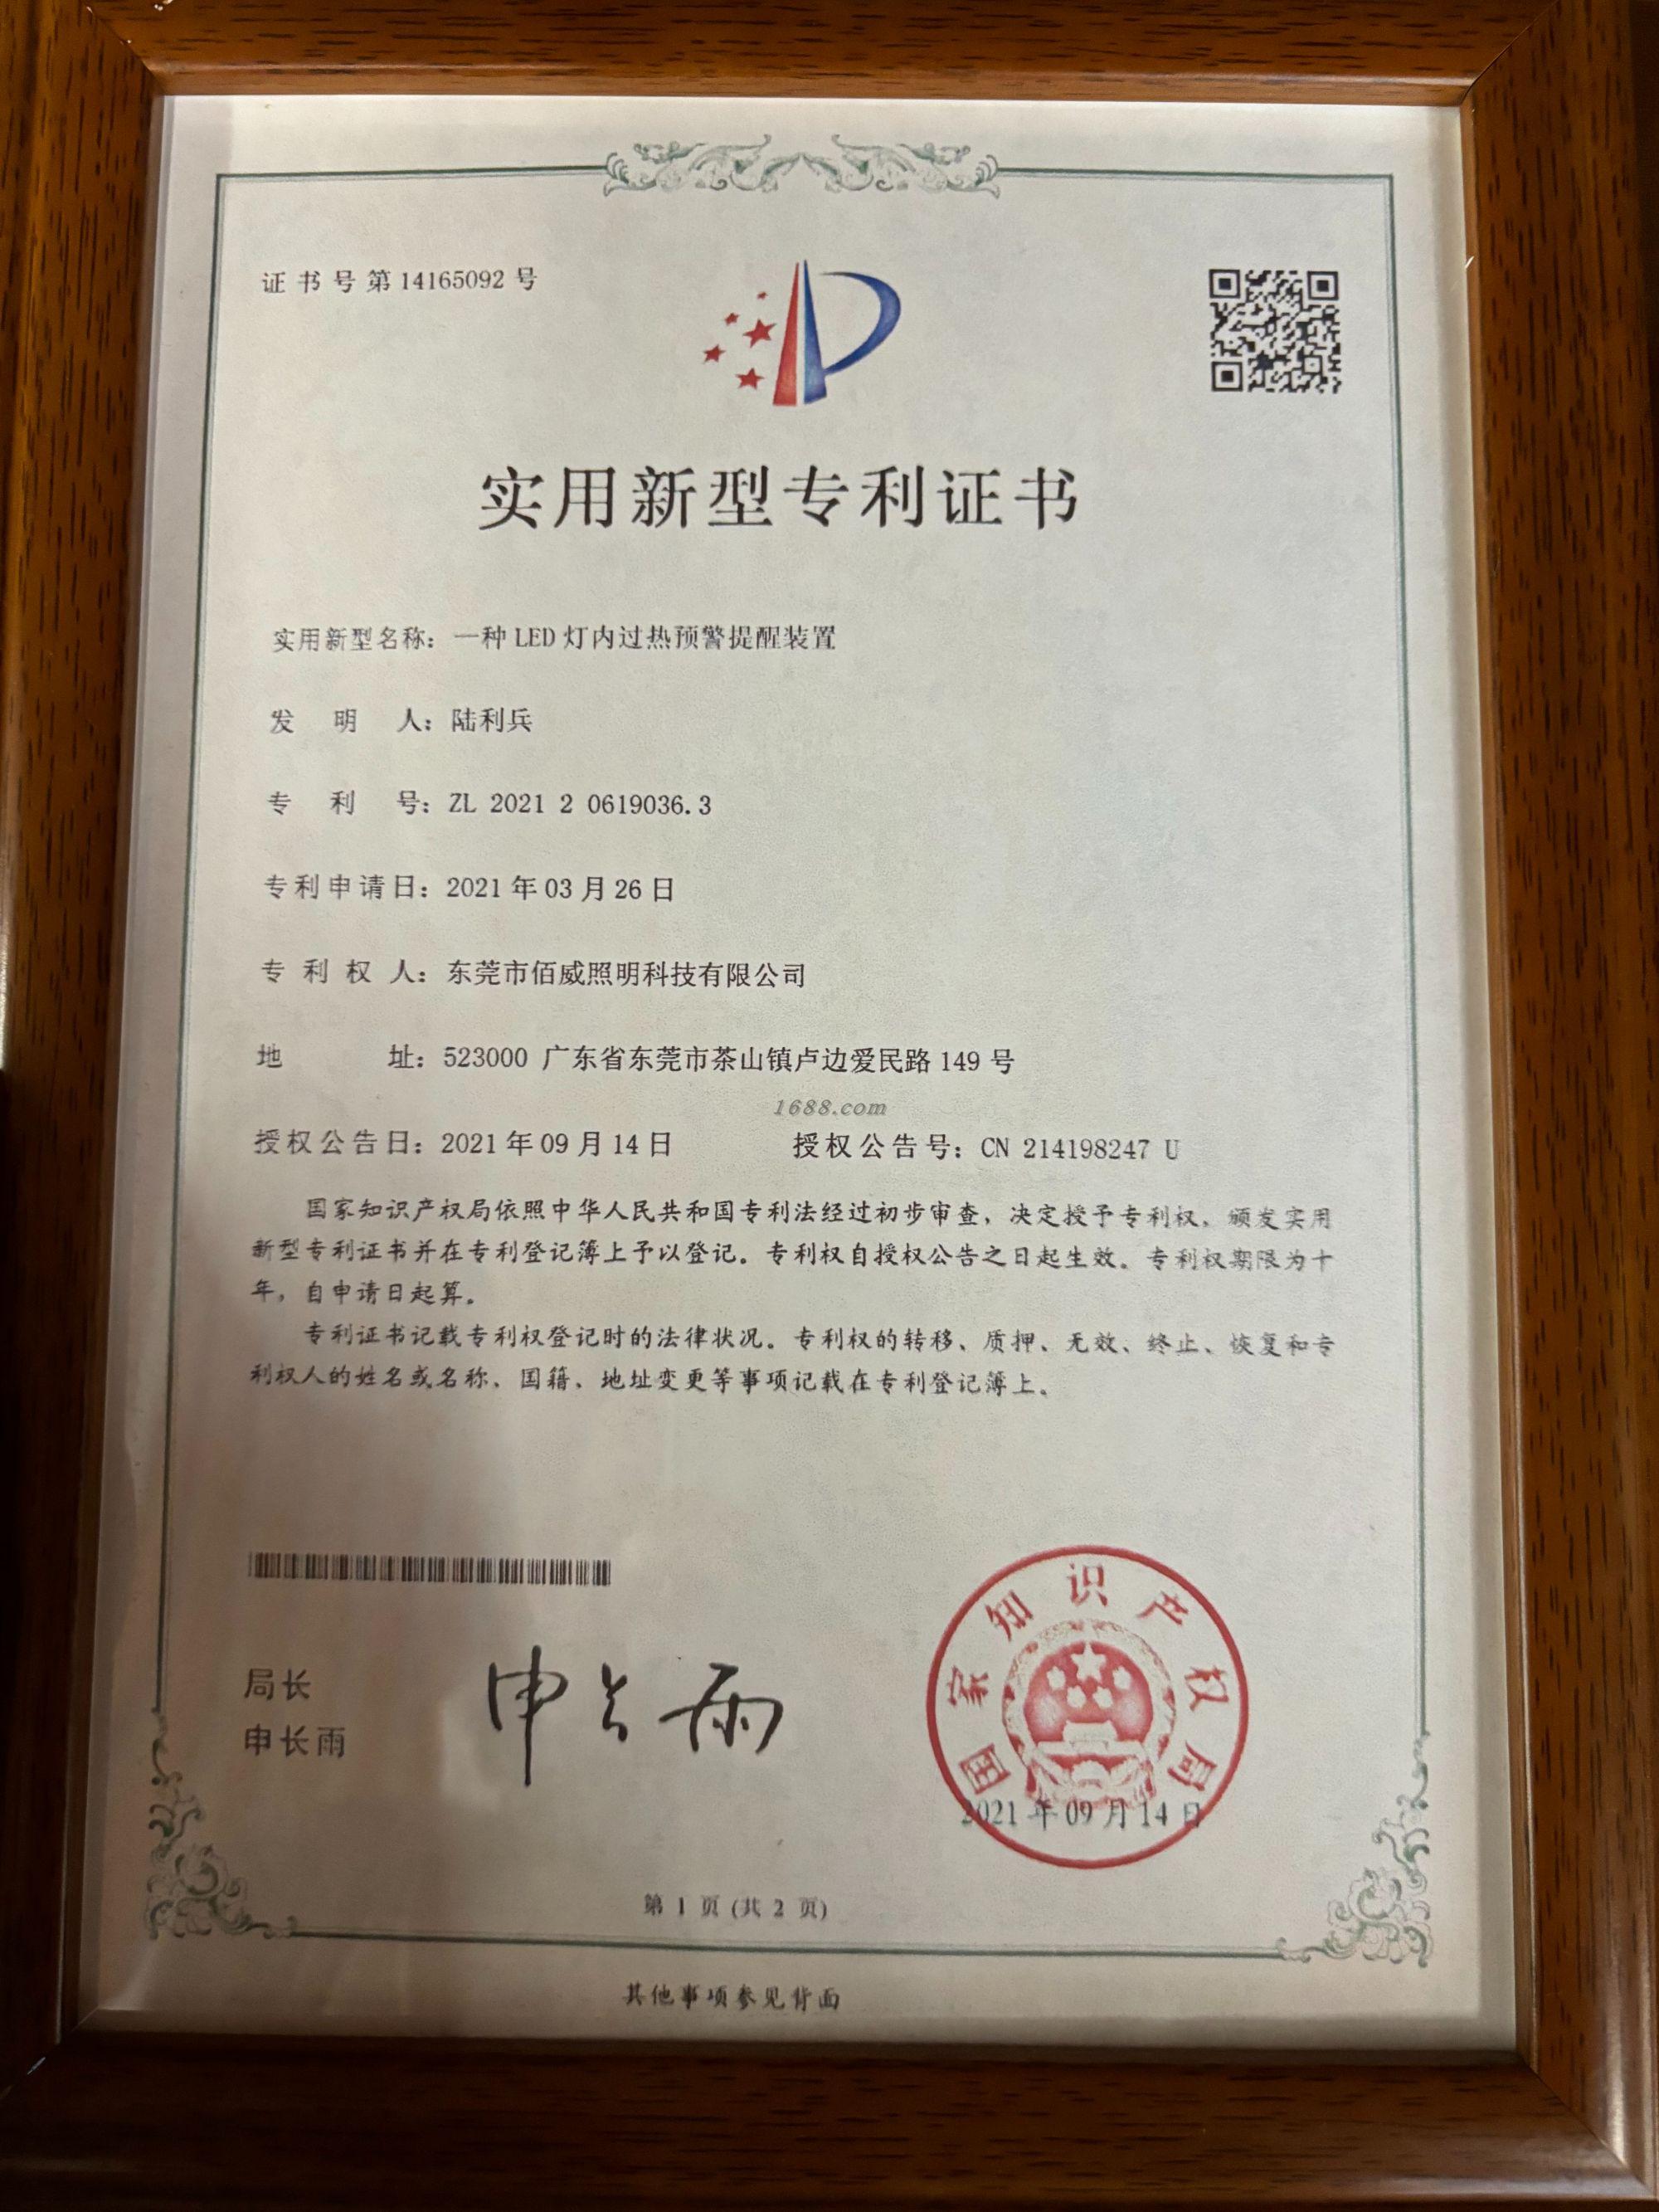 证书号第14165092号
实用新型专利证书
实用新型名称：一种LED灯内过热预警提醒装置
发明人：陆利兵
专利号：ZL 2021 2 0619036.3
专利申请日：2021年03月26日
专利权人：东莞市佰威照明科技有限公司
地址：523000 广东省东莞市茶山镇卢边爱民路149号
1688.com
授权公告日：2021年09月14日 授权公告号：CN 214198247 U
国家知识产权局依照中华人民共和国专利法经过初步审查，决定授予专利权，颁发实用
新型专利证书并在专利登记簿上予以登记。专利权自授权公告之日起生效。专利权期限为十
年，自申请日起算。
专利证书记载专利权登记时的法律状况。专利权的转移、质押、无效、终止、恢复和专
利权人的姓名或名称、国籍、地址变更等事项记载在专利登记簿上。
局长
申长雨
申长雨
国家知识产权局
2021年09月14日
第 1 页 (共 2 页)
其他事项参见背面